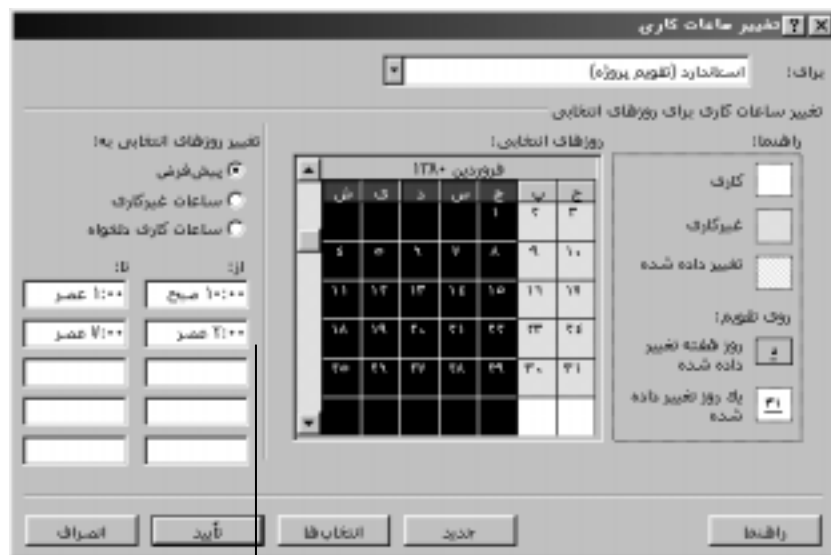 تغییر ساعات کاری
برای:
استاندارد (تقویم پروژه)
تغییر ساعات کاری برای روزهای انتخابی
راهنما:
کاری
غیرکاری
تغییر داده شده
روی تقویم:
روز هفته تغییر
داده شده
۳۱
یك روز تغییر داده
شده
روزهای انتخابی:
فروردین ۱۳۸۰
ش ی د س چ پ ج
۱ ۲ ۳
۴ ۵ ۶ ۷ ۸ ۹ ۱۰
۱۱ ۱۲ ۱۳ ۱۴ ۱۵ ۱۶ ۱۷
۱۸ ۱۹ ۲۰ ۲۱ ۲۲ ۲۳ ۲۴
۲۵ ۲۶ ۲۷ ۲۸ ۲۹ ۳۰ ۳۱
تغییر روزهای انتخابی به:
پیش‌فرض
ساعات غیرکاری
ساعات کاری دلخواه
از: تا:
۱۰:۰۰ صبح ۱:۰۰ عصر
۲:۰۰ عصر ۷:۰۰ عصر
راهنما
جدید
انتخاب‌ها
تأیید
انصراف